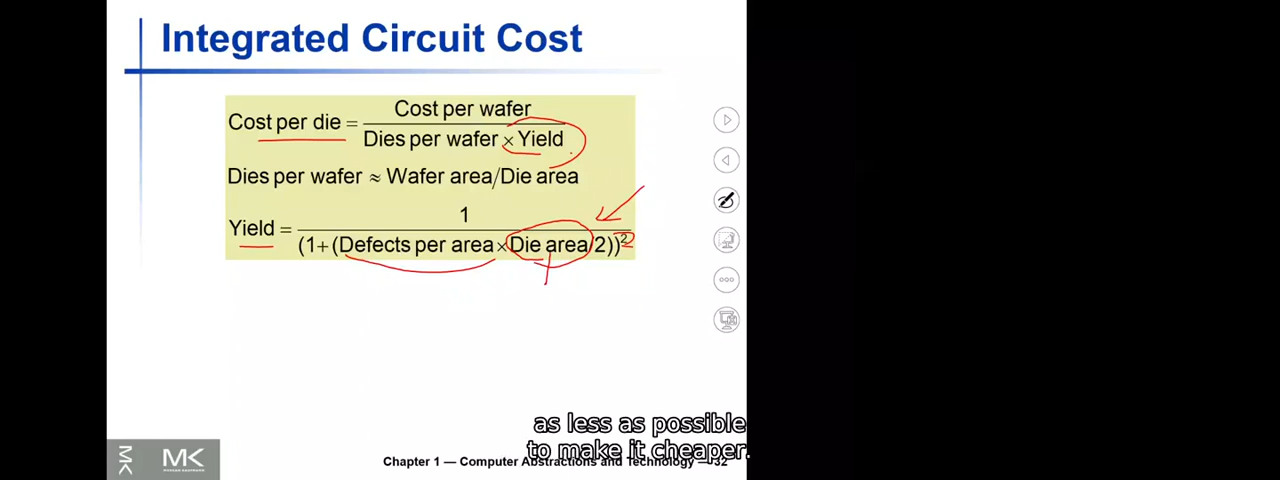 Integrated Circuit Cost
Cost per die = Cost per wafer / Dies per wafer × Yield
Dies per wafer ≈ Wafer area/Die area
Yield = 1 / (1+(Defects per area×Die area/2))²
as less as possible
to make it cheaper.
MK
MK
Chapter 1 — Computer Abstractions and Technology — 32